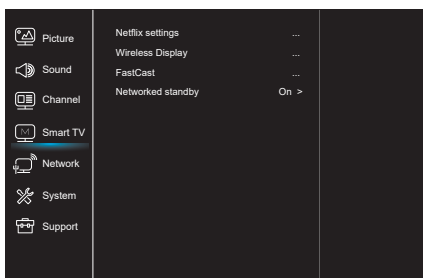 Picture
Sound
Channel
Smart TV
Network
System
Support
Netflix settings ...
Wireless Display ...
FastCast ...
Networked standby On >